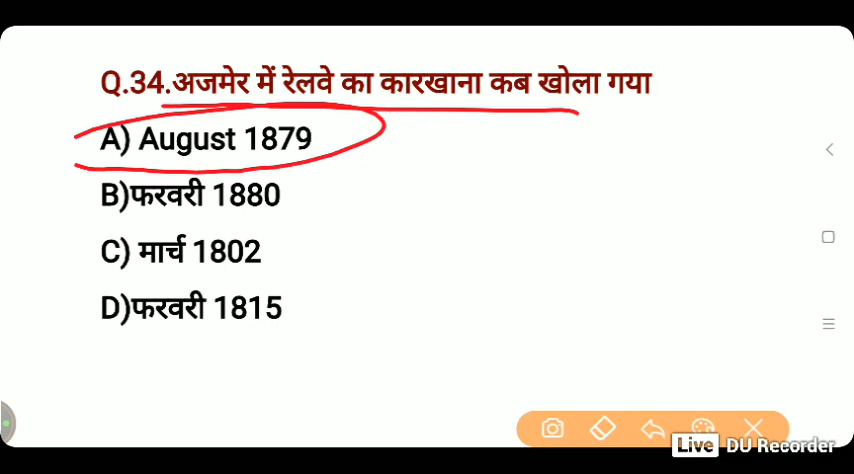 Q.34.अजमेर में रेलवे का कारखाना कब खोला गया
A) August 1879
B)फरवरी 1880
C) मार्च 1802
D)फरवरी 1815
Live DU Recorder